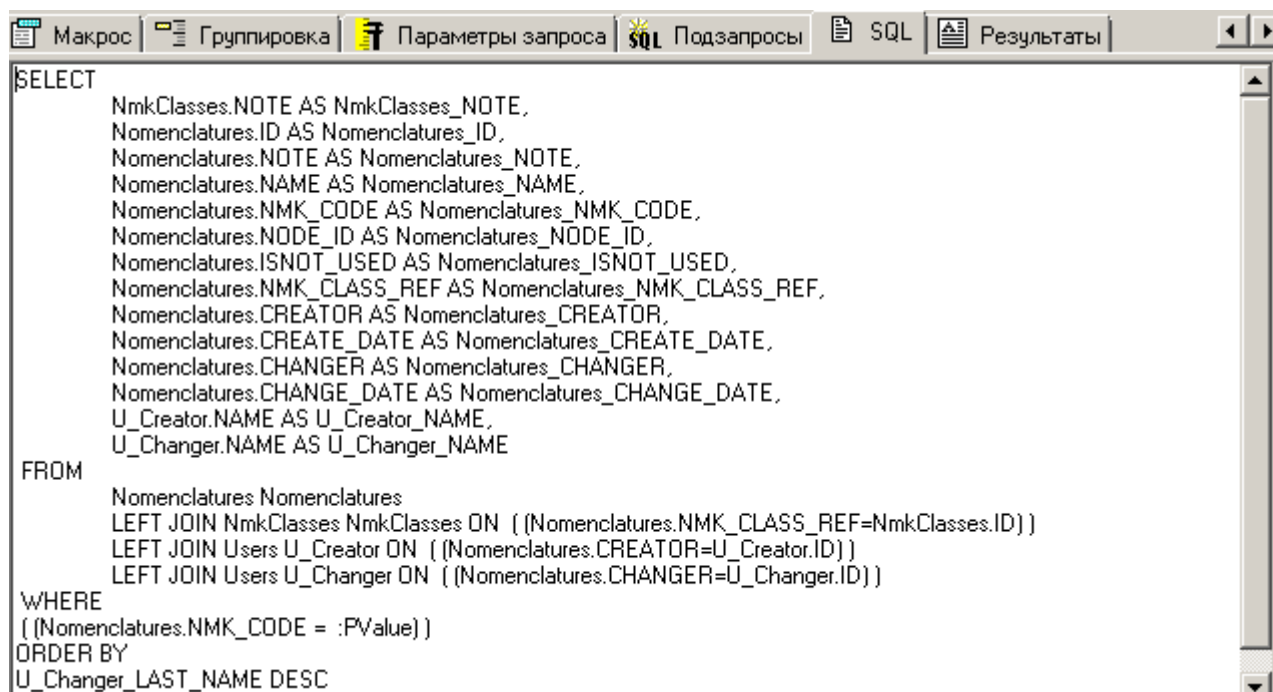 Макрос Группировка Параметры запроса SQL Подзапросы SQL Результаты
SELECT
NmkClasses.NOTE AS NmkClasses_NOTE,
Nomenclatures.ID AS Nomenclatures_ID,
Nomenclatures.NOTE AS Nomenclatures_NOTE,
Nomenclatures.NAME AS Nomenclatures_NAME,
Nomenclatures.NMK_CODE AS Nomenclatures_NMK_CODE,
Nomenclatures.NODE_ID AS Nomenclatures_NODE_ID,
Nomenclatures.ISNOT_USED AS Nomenclatures_ISNOT_USED,
Nomenclatures.NMK_CLASS_REF AS Nomenclatures_NMK_CLASS_REF,
Nomenclatures.CREATOR AS Nomenclatures_CREATOR,
Nomenclatures.CREATE_DATE AS Nomenclatures_CREATE_DATE,
Nomenclatures.CHANGER AS Nomenclatures_CHANGER,
Nomenclatures.CHANGE_DATE AS Nomenclatures_CHANGE_DATE,
U_Creator.NAME AS U_Creator_NAME,
U_Changer.NAME AS U_Changer_NAME
FROM
Nomenclatures Nomenclatures
LEFT JOIN NmkClasses NmkClasses ON ( (Nomenclatures.NMK_CLASS_REF=NmkClasses.ID) )
LEFT JOIN Users U_Creator ON ( (Nomenclatures.CREATOR=U_Creator.ID) )
LEFT JOIN Users U_Changer ON ( (Nomenclatures.CHANGER=U_Changer.ID) )
WHERE
( (Nomenclatures.NMK_CODE = :PValue) )
ORDER BY
U_Changer_LAST_NAME DESC